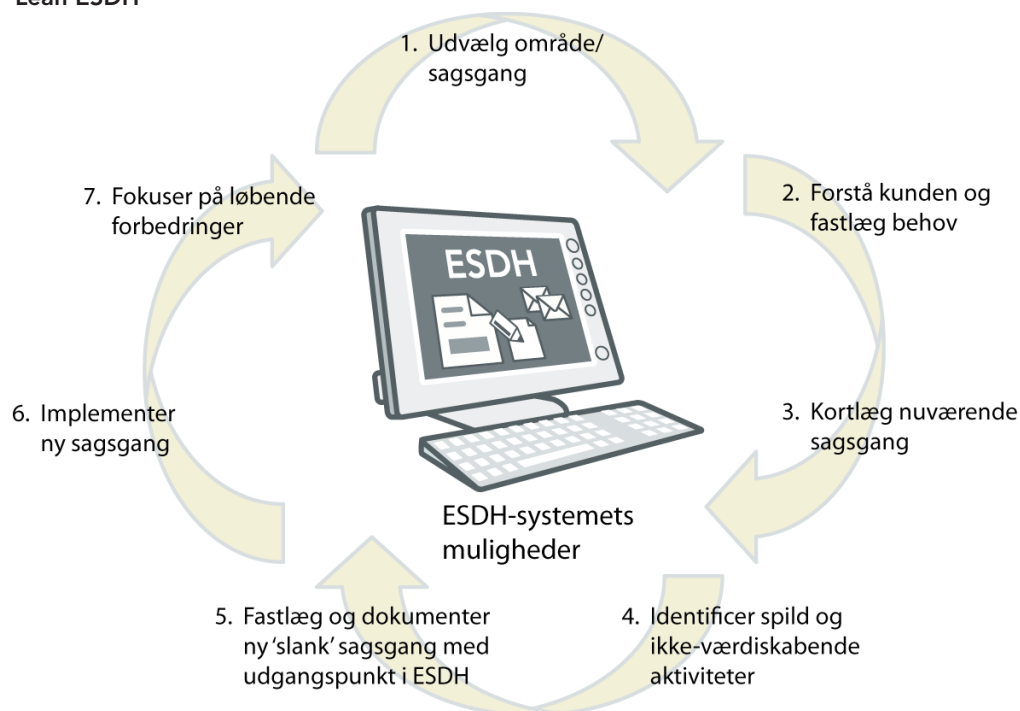 Lean ESDH
1. Udvælg område/
sagsgang
2. Forstå kunden og
fastlæg behov
3. Kortlæg nuværende
sagsgang
4. Identificer spild og
ikke-værdiskabende
aktiviteter
5. Fastlæg og dokumenter
ny ‘slank’ sagsgang med
udgangspunkt i ESDH
6. Implementer
ny sagsgang
7. Fokuser på løbende
forbedringer
ESDH
ESDH-systemets
muligheder